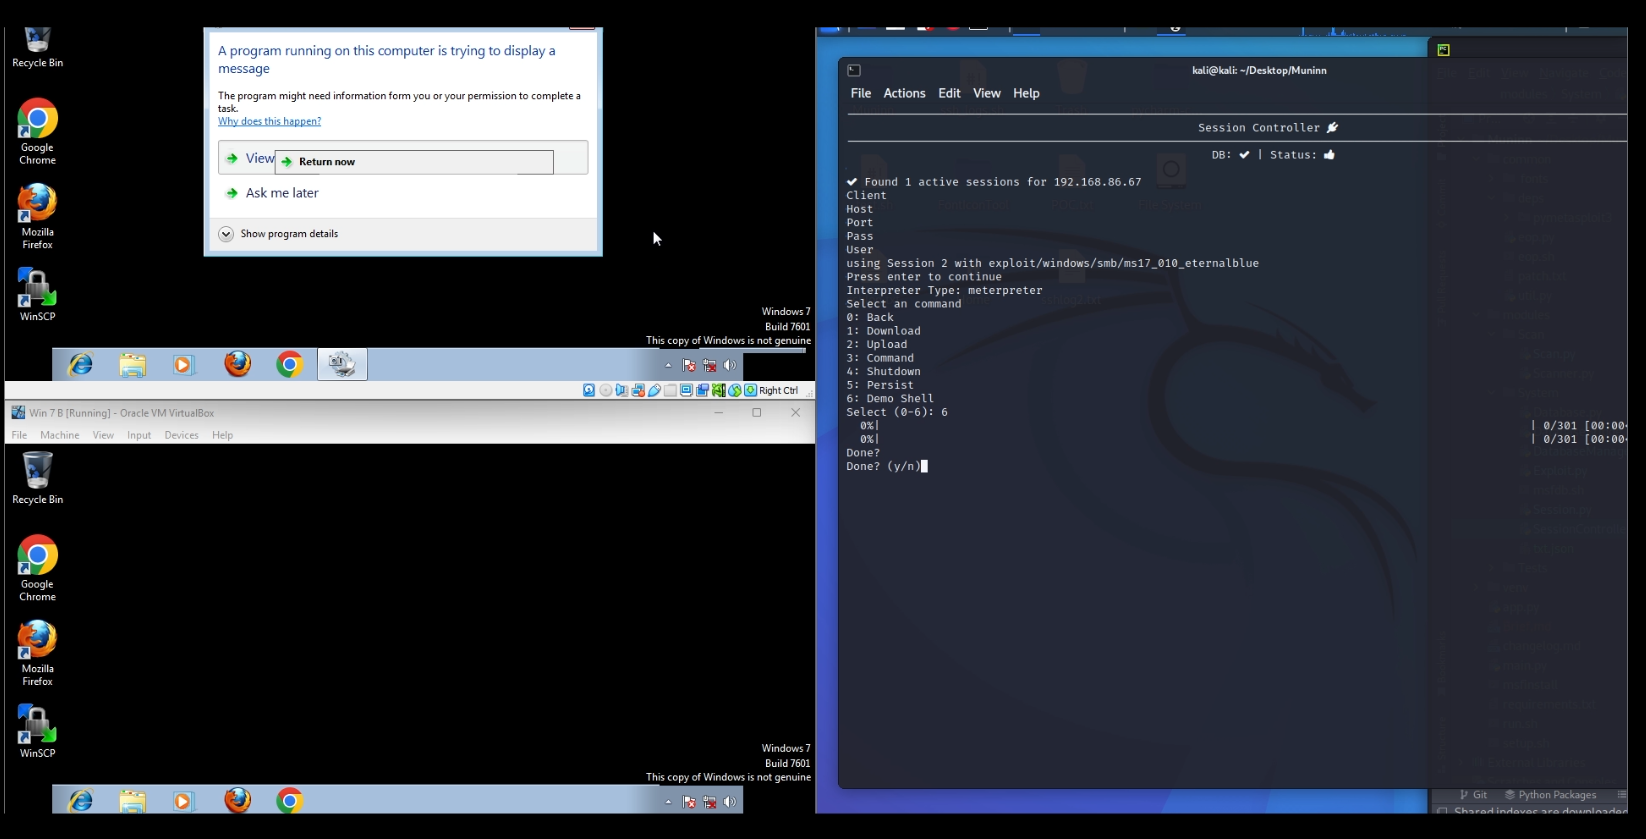 Recycle Bin
Google
Chrome
Mozilla
Firefox
WinSCP
A program running on this computer is trying to display a
message
The program might need information form you or your permission to complete a
task.
Why does this happen?
View
Return now
Ask me later
Show program details
Windows 7
Build 7601
This copy of Windows is not genuine
Right Ctrl
Win 7 B [Running] - Oracle VM VirtualBox
File Machine View Input Devices Help
Recycle Bin
Google
Chrome
Mozilla
Firefox
WinSCP
Windows 7
Build 7601
This copy of Windows is not genuine
kali@kali: ~/Desktop/Muninn
File Actions Edit View Help
Session Controller
DB: ✔ | Status:
✔ Found 1 active sessions for 192.168.86.67
Client
Host
Port
Pass
User
using Session 2 with exploit/windows/smb/ms17_010_eternalblue
Press enter to continue
Interpreter Type: meterpreter
Select an command
0: Back
1: Download
2: Upload
3: Command
4: Shutdown
5: Persist
6: Demo Shell
Select (0~6): 6
0%| | 0/301 [00:00<
0%| | 0/301 [00:00<
Done?
Done? (y/n)
Git Python Packages
Shared indexes are downloaded